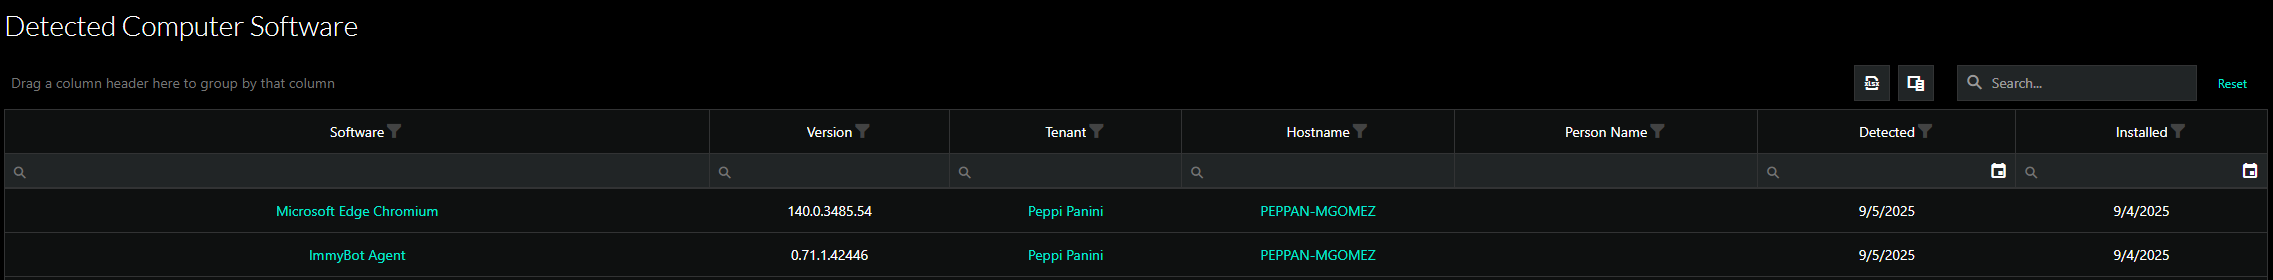 Detected Computer Software
Drag a column header here to group by that column
xlsx
Search...
Reset
Software Version Tenant Hostname Person Name Detected Installed
Microsoft Edge Chromium 140.0.3485.54 Peppi Panini PEPPAN-MGOMEZ 9/5/2025 9/4/2025
ImmyBot Agent 0.71.1.42446 Peppi Panini PEPPAN-MGOMEZ 9/5/2025 9/4/2025